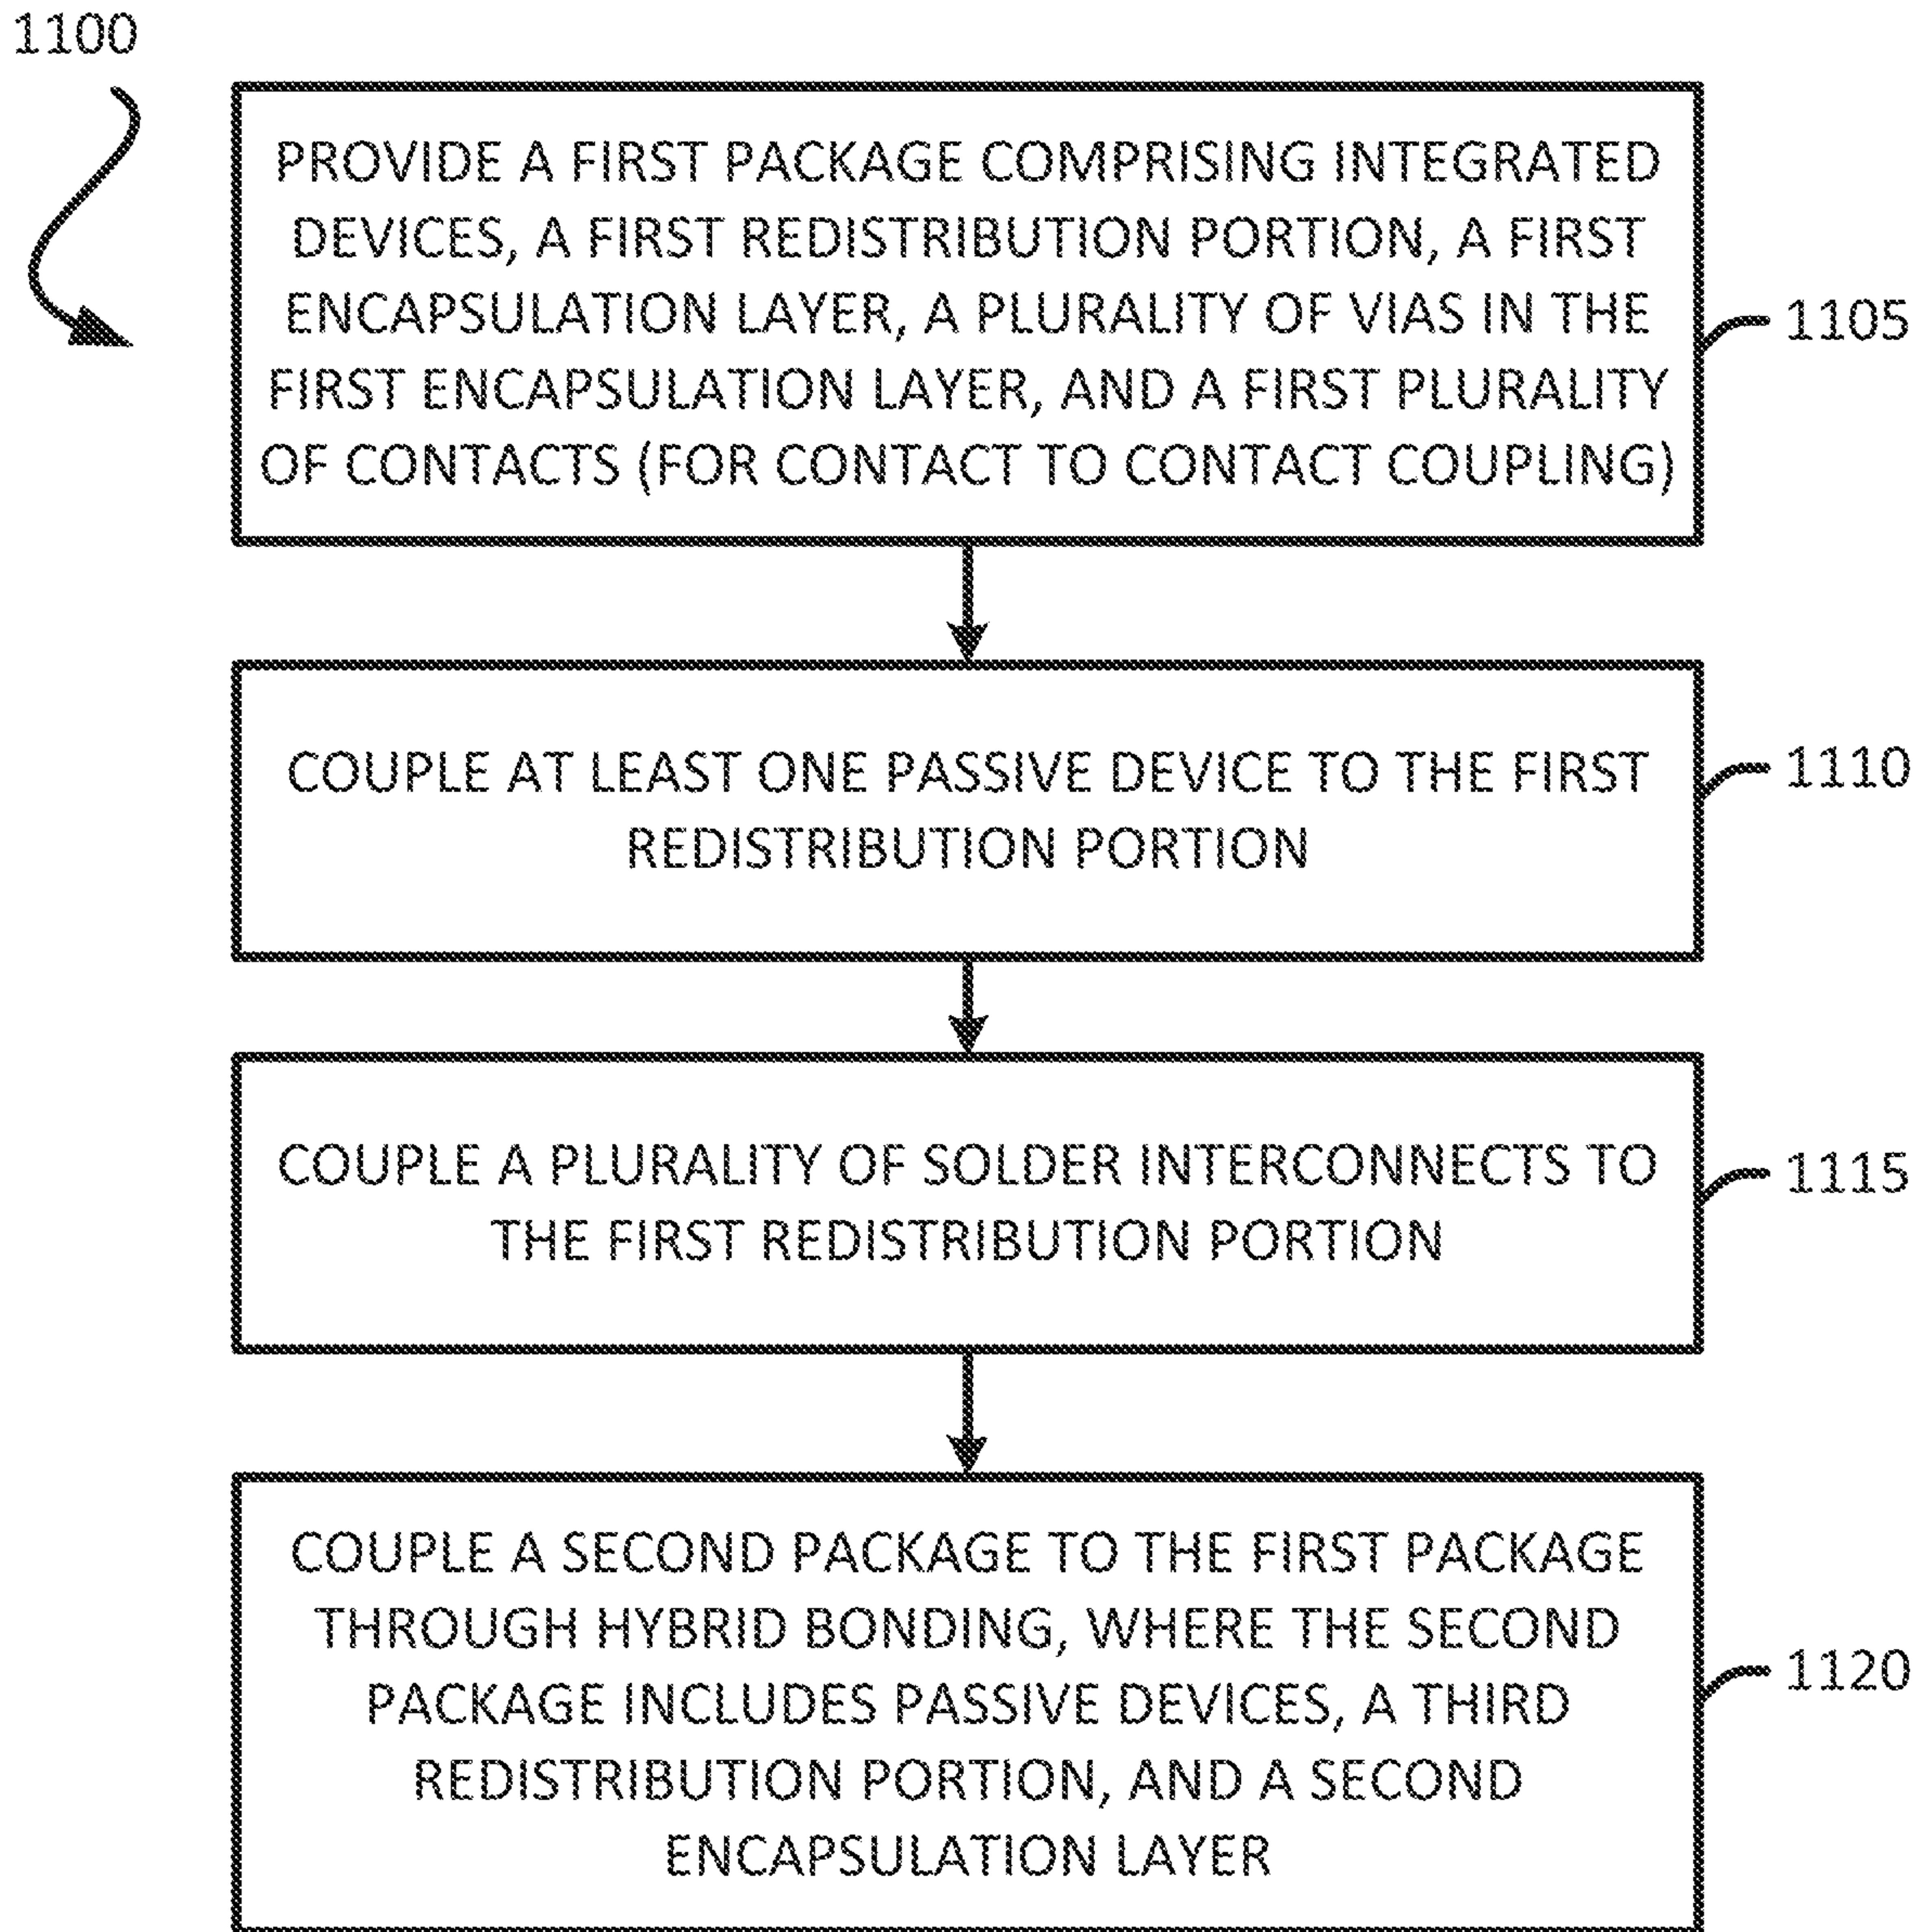 1100
PROVIDE A FIRST PACKAGE COMPRISING INTEGRATED
DEVICES, A FIRST REDISTRIBUTION PORTION, A FIRST
ENCAPSULATION LAYER, A PLURALITY OF VIAS IN THE
FIRST ENCAPSULATION LAYER, AND A FIRST PLURALITY
OF CONTACTS (FOR CONTACT TO CONTACT COUPLING)
1105
COUPLE AT LEAST ONE PASSIVE DEVICE TO THE FIRST
REDISTRIBUTION PORTION
1110
COUPLE A PLURALITY OF SOLDER INTERCONNECTS TO
THE FIRST REDISTRIBUTION PORTION
1115
COUPLE A SECOND PACKAGE TO THE FIRST PACKAGE
THROUGH HYBRID BONDING, WHERE THE SECOND
PACKAGE INCLUDES PASSIVE DEVICES, A THIRD
REDISTRIBUTION PORTION, AND A SECOND
ENCAPSULATION LAYER
1120